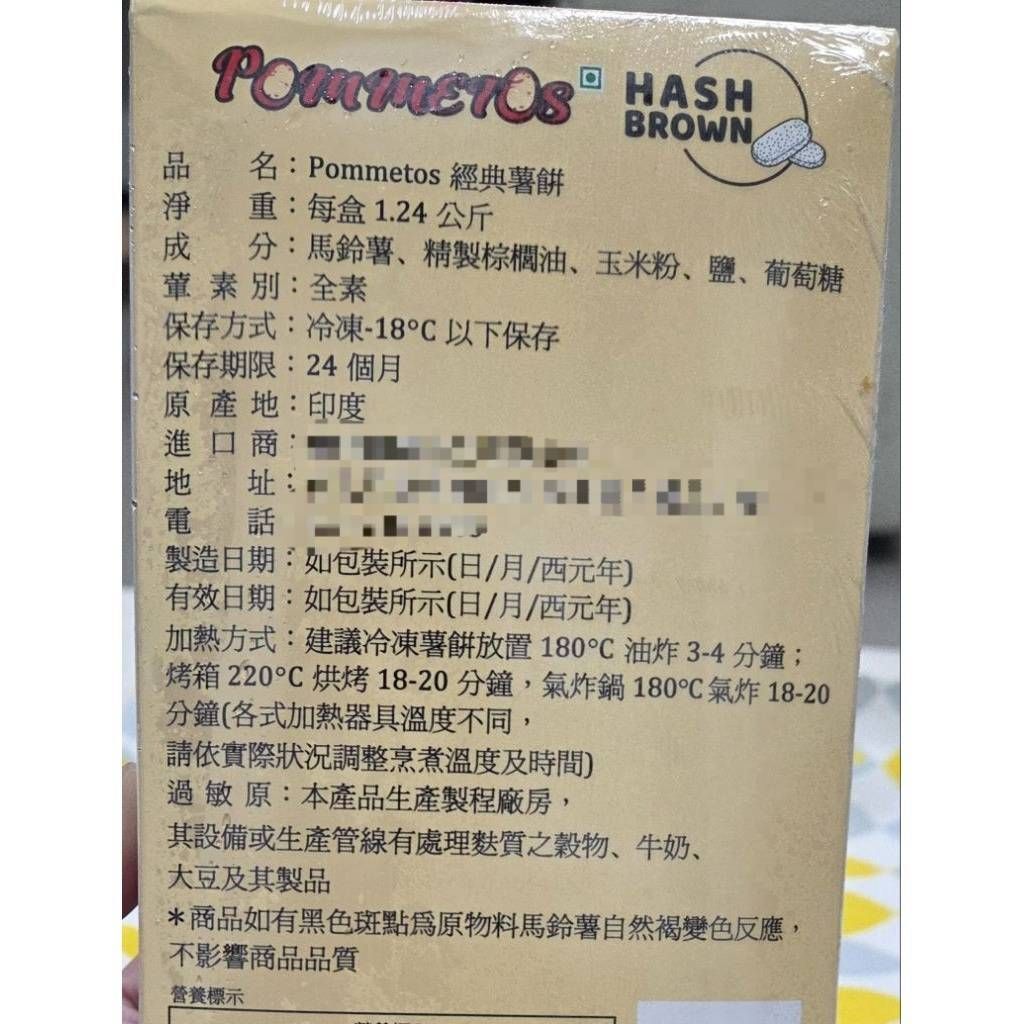 POMMETOS
HASH
BROWN
品名：Pommetos 經典薯餅
淨重：每盒 1.24 公斤
成分：馬鈴薯、精製棕櫚油、玉米粉、鹽、葡萄糖
葷素別：全素
保存方式：冷凍-18°C 以下保存
保存期限：24 個月
原產地：印度
進口商：
地址：
電話
製造日期：如包裝所示(日/月/西元年)
有效日期：如包裝所示(日/月/西元年)
加熱方式：建議冷凍薯餅放置 180°C 油炸 3-4 分鐘；
烤箱 220°C 烘烤 18-20 分鐘，氣炸鍋 180°C 氣炸 18-20
分鐘(各式加熱器具溫度不同，
請依實際狀況調整烹煮溫度及時間)
過敏原：本產品生產製程廠房，
其設備或生產管線有處理麩質之穀物、牛奶、
大豆及其製品
＊商品如有黑色斑點爲原物料馬鈴薯自然褐變色反應，
不影響商品品質
營養標示